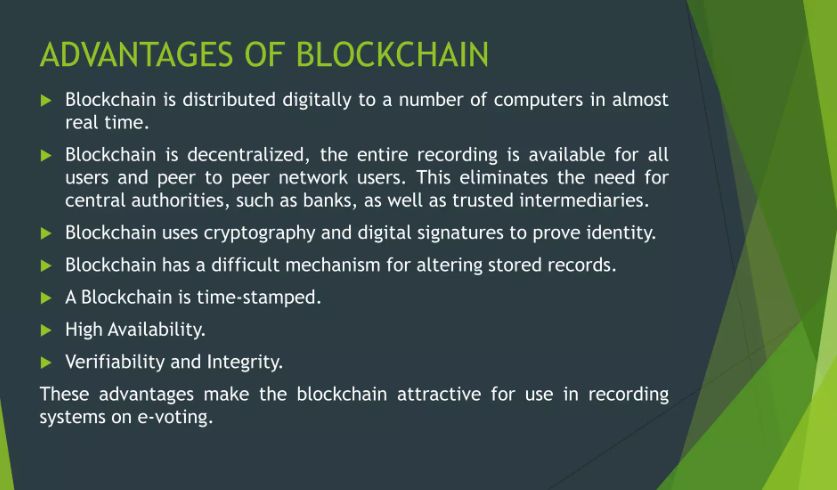 ADVANTAGES OF BLOCKCHAIN
Blockchain is distributed digitally to a number of computers in almost
real time.
Blockchain is decentralized, the entire recording is available for all
users and peer to peer network users. This eliminates the need for
central authorities, such as banks, as well as trusted intermediaries.
Blockchain uses cryptography and digital signatures to prove identity.
Blockchain has a difficult mechanism for altering stored records.
A Blockchain is time-stamped.
High Availability.
Verifiability and Integrity.
These advantages make the blockchain attractive for use in recording
systems on e-voting.